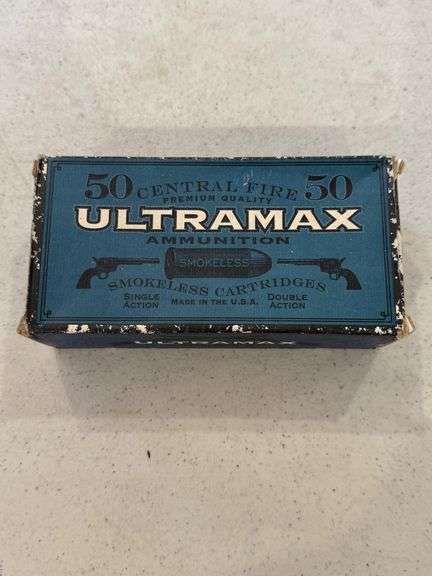 50 CENTRAL FIRE 50
PREMIUM QUALITY
ULTRAMAX
AMMUNITION
SMOKELESS
SMOKELESS CARTRIDGES
SINGLE ACTION
MADE IN THE U.S.A.
DOUBLE ACTION
ULTRAMAX